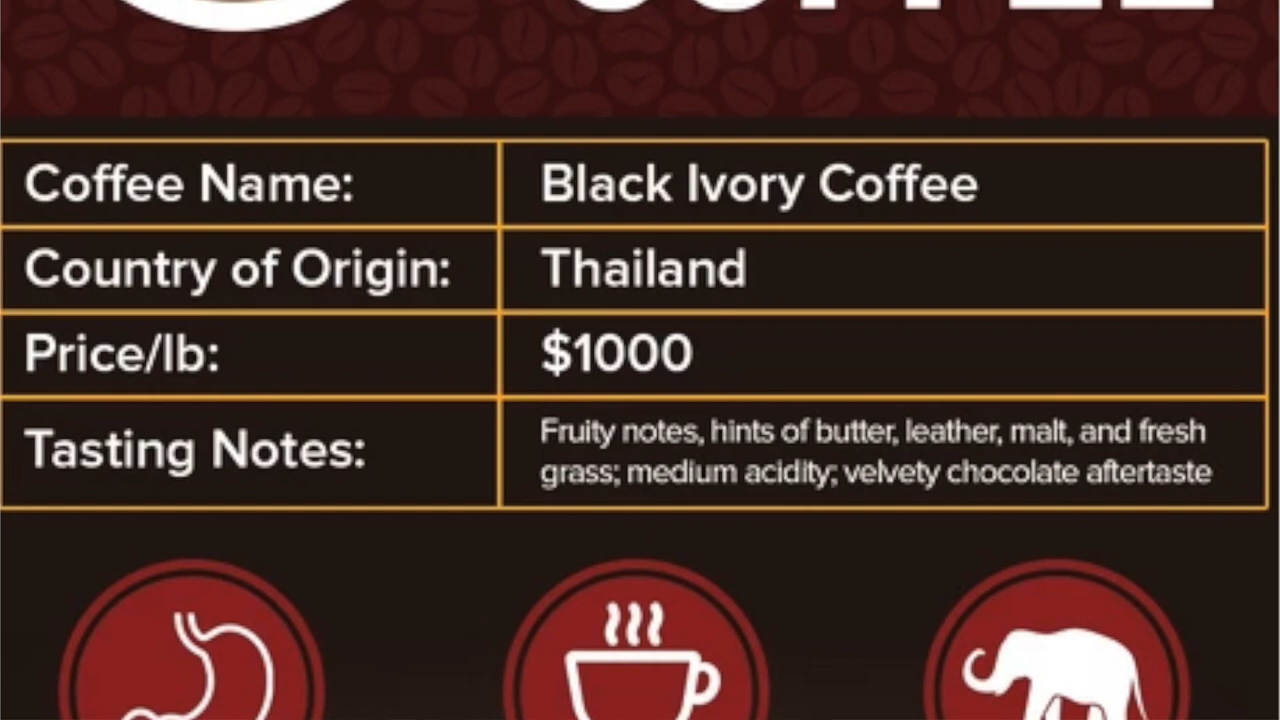 COFFEE
Coffee Name:
Black Ivory Coffee
Country of Origin:
Thailand
Price/lb:
$1000
Tasting Notes:
Fruity notes, hints of butter, leather, malt, and fresh
grass; medium acidity; velvety chocolate aftertaste